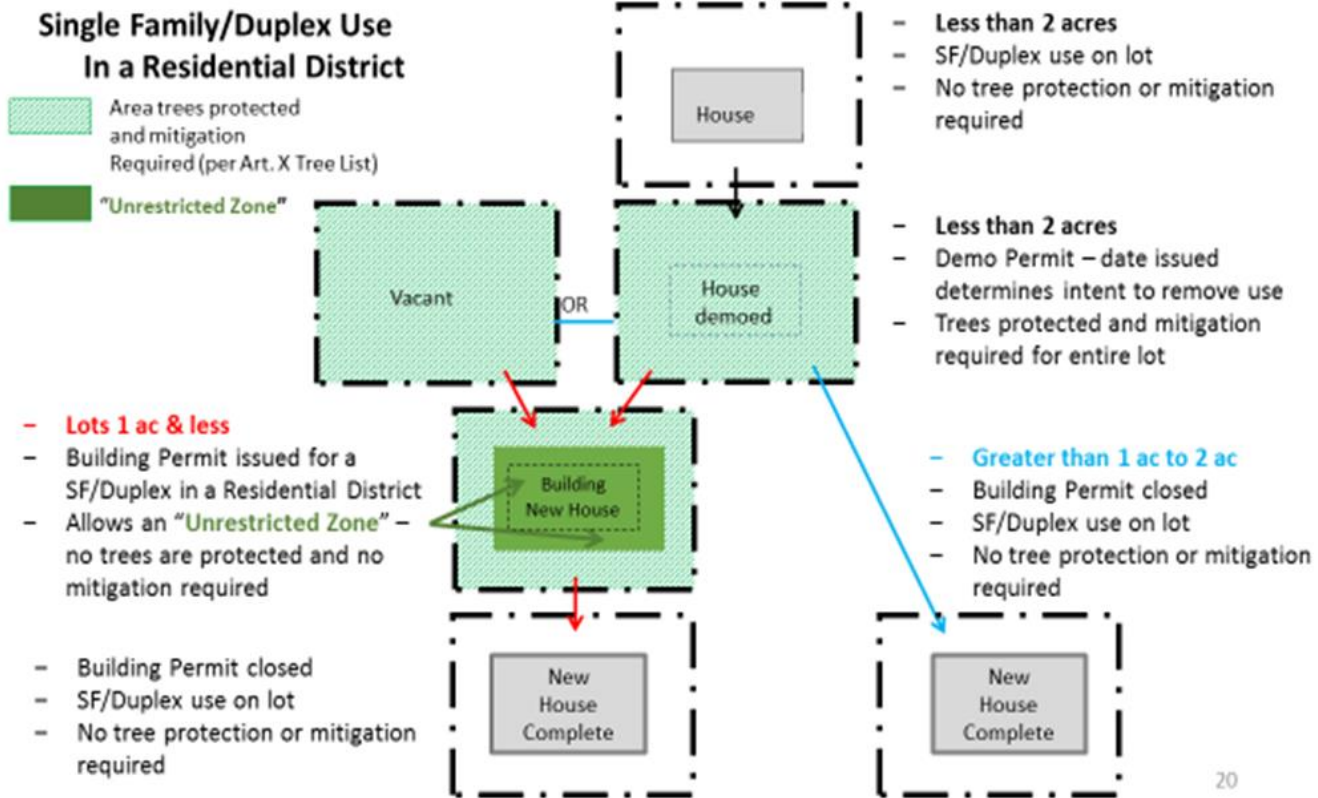 Single Family/Duplex Use
In a Residential District
Area trees protected
and mitigation
Required (per Art. X Tree List)
"Unrestricted Zone"
House
– Less than 2 acres
– SF/Duplex use on lot
– No tree protection or mitigation
required
Vacant
OR
House
demoed
– Less than 2 acres
– Demo Permit – date issued
determines intent to remove use
– Trees protected and mitigation
required for entire lot
– Lots 1 ac & less
– Building Permit issued for a
SF/Duplex in a Residential District
– Allows an "Unrestricted Zone" –
no trees are protected and no
mitigation required
Building
New House
– Greater than 1 ac to 2 ac
– Building Permit closed
– SF/Duplex use on lot
– No tree protection or mitigation
required
– Building Permit closed
– SF/Duplex use on lot
– No tree protection or mitigation
required
New
House
Complete
New
House
Complete
20